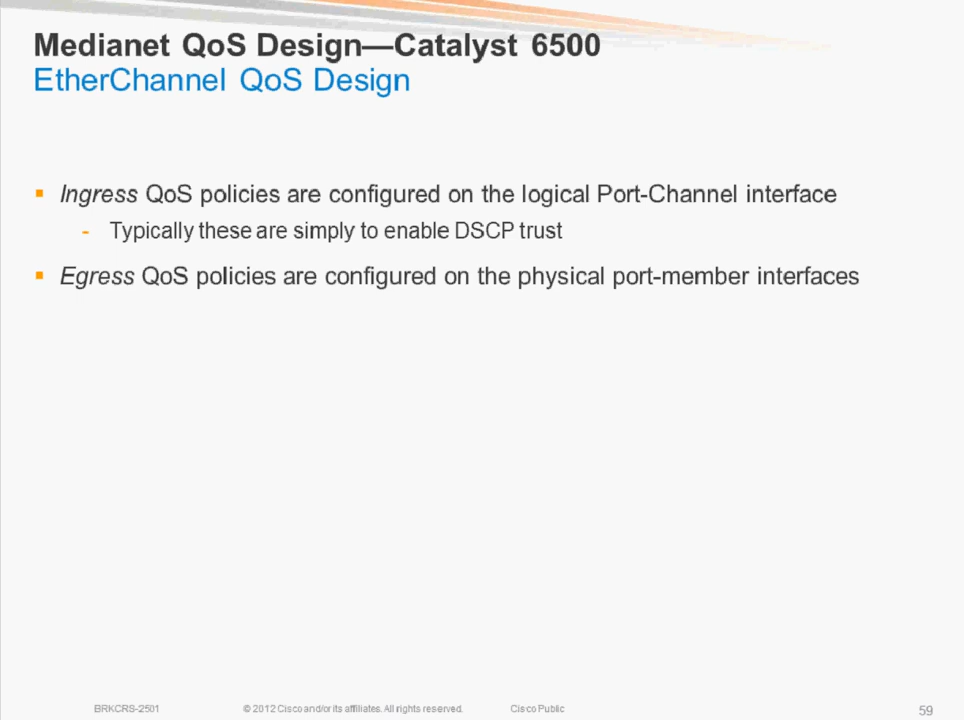 Medianet QoS Design—Catalyst 6500
EtherChannel QoS Design
▪ Ingress QoS policies are configured on the logical Port-Channel interface
- Typically these are simply to enable DSCP trust
▪ Egress QoS policies are configured on the physical port-member interfaces
BRKCRS-2501 © 2012 Cisco and/or its affiliates. All rights reserved. Cisco Public 59